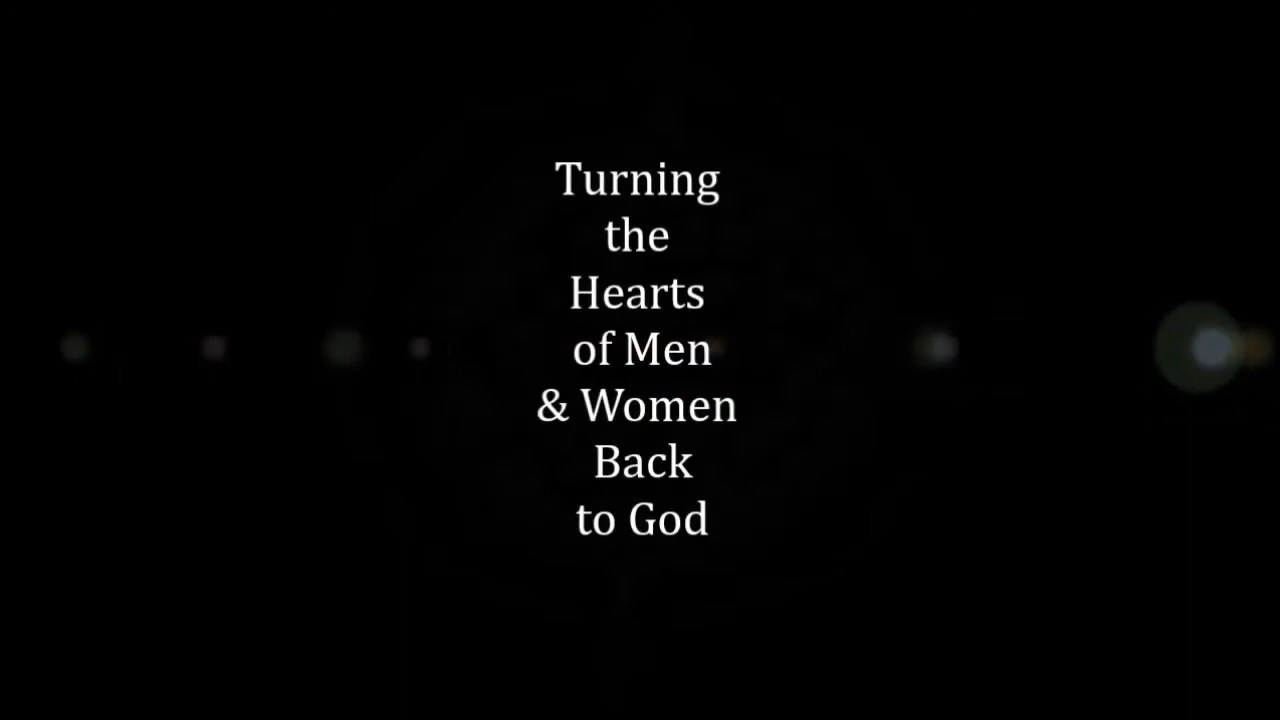 Turning
the
Hearts
of Men
& Women
Back
to God